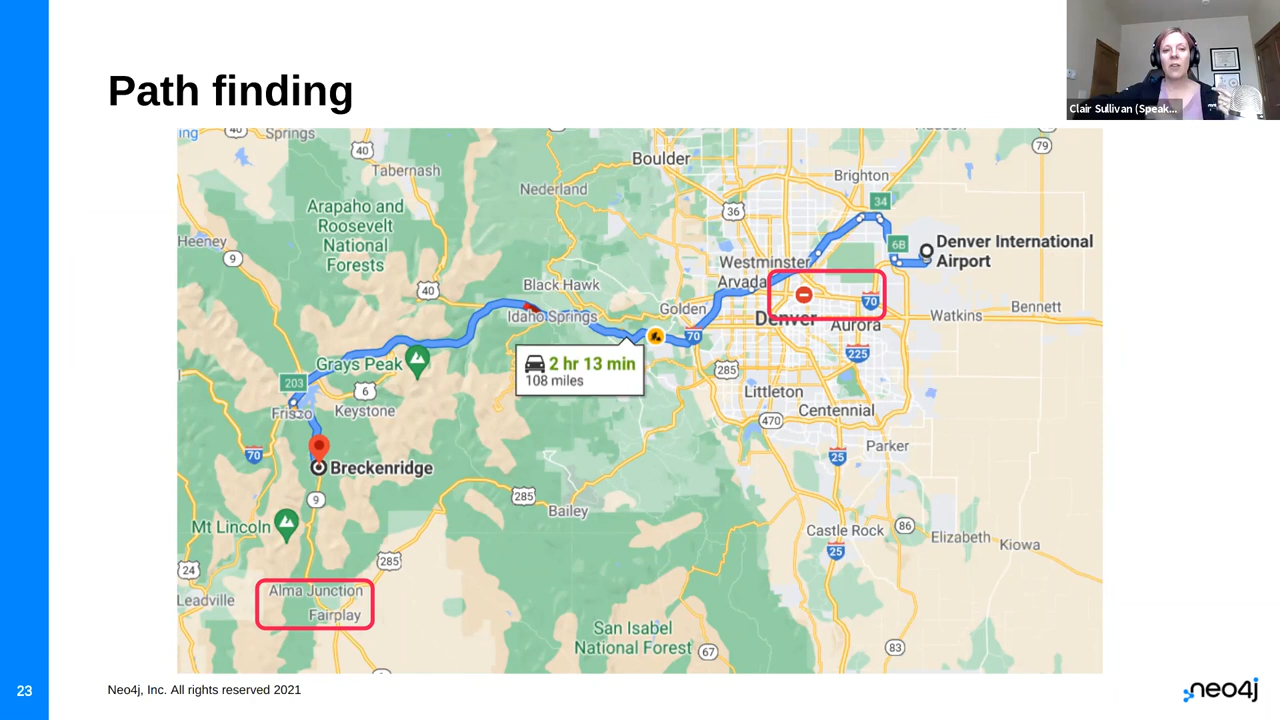 Path finding
Clair Sullivan (Speak...
ing
40
Springs
40
Tabernash
Boulder
79
Nederland
Brighton
Arapaho and
Roosevelt
National
Forests
36
34
6B
Denver International
Airport
Heeney
9
Westminster
Arvada
40
Black Hawk
Idaho Springs
Golden
70
70
Denver
Aurora
Watkins
Bennett
225
Grays Peak
2 hr 13 min
108 miles
285
203
6
Frisco
Keystone
Littleton
Centennial
470
70
Breckenridge
25
Parker
9
285
Bailey
Mt Lincoln
Castle Rock
86
Elizabeth
Kiowa
25
24
285
Leadville
Alma Junction
Fairplay
San Isabel
National Forest
67
83
23
Neo4j, Inc. All rights reserved 2021
neo4j